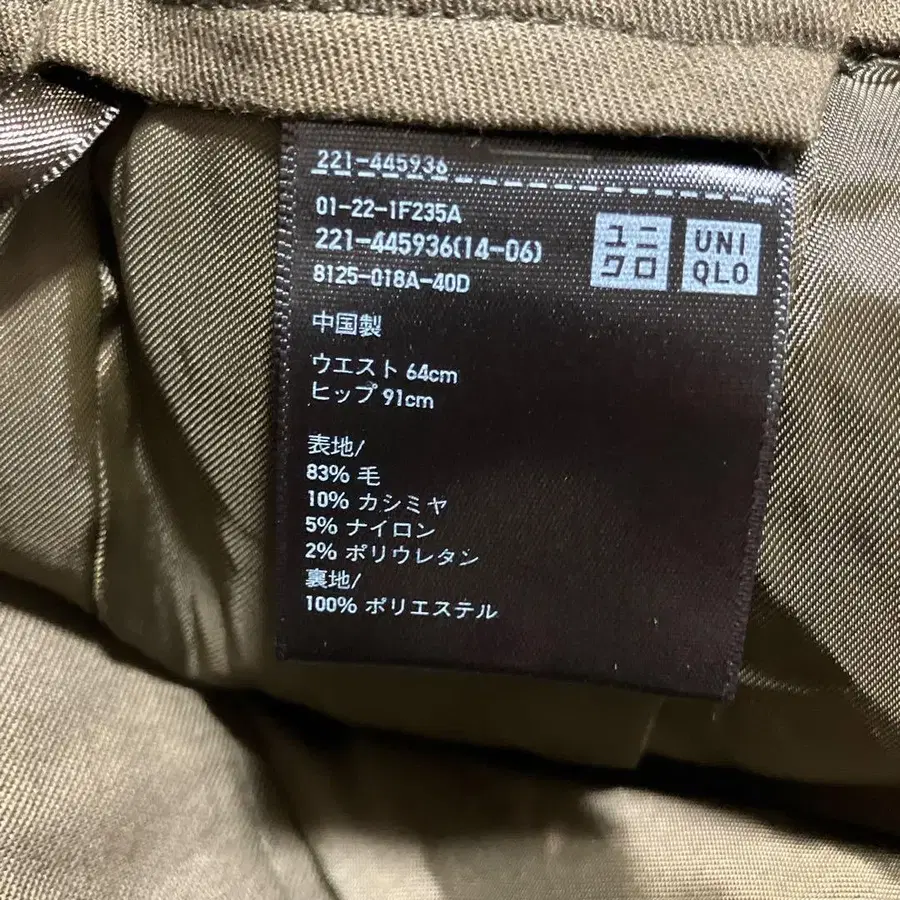 221-445936
01-22-1F235A
221-445936(14-06)
8125-018A-40D
ユニ
クロ
UNI
QLO
中国製
ウエスト 64cm
ヒップ 91cm
表地/
83% 毛
10% カシミヤ
5% ナイロン
2% ポリウレタン
裏地/
100% ポリエステル